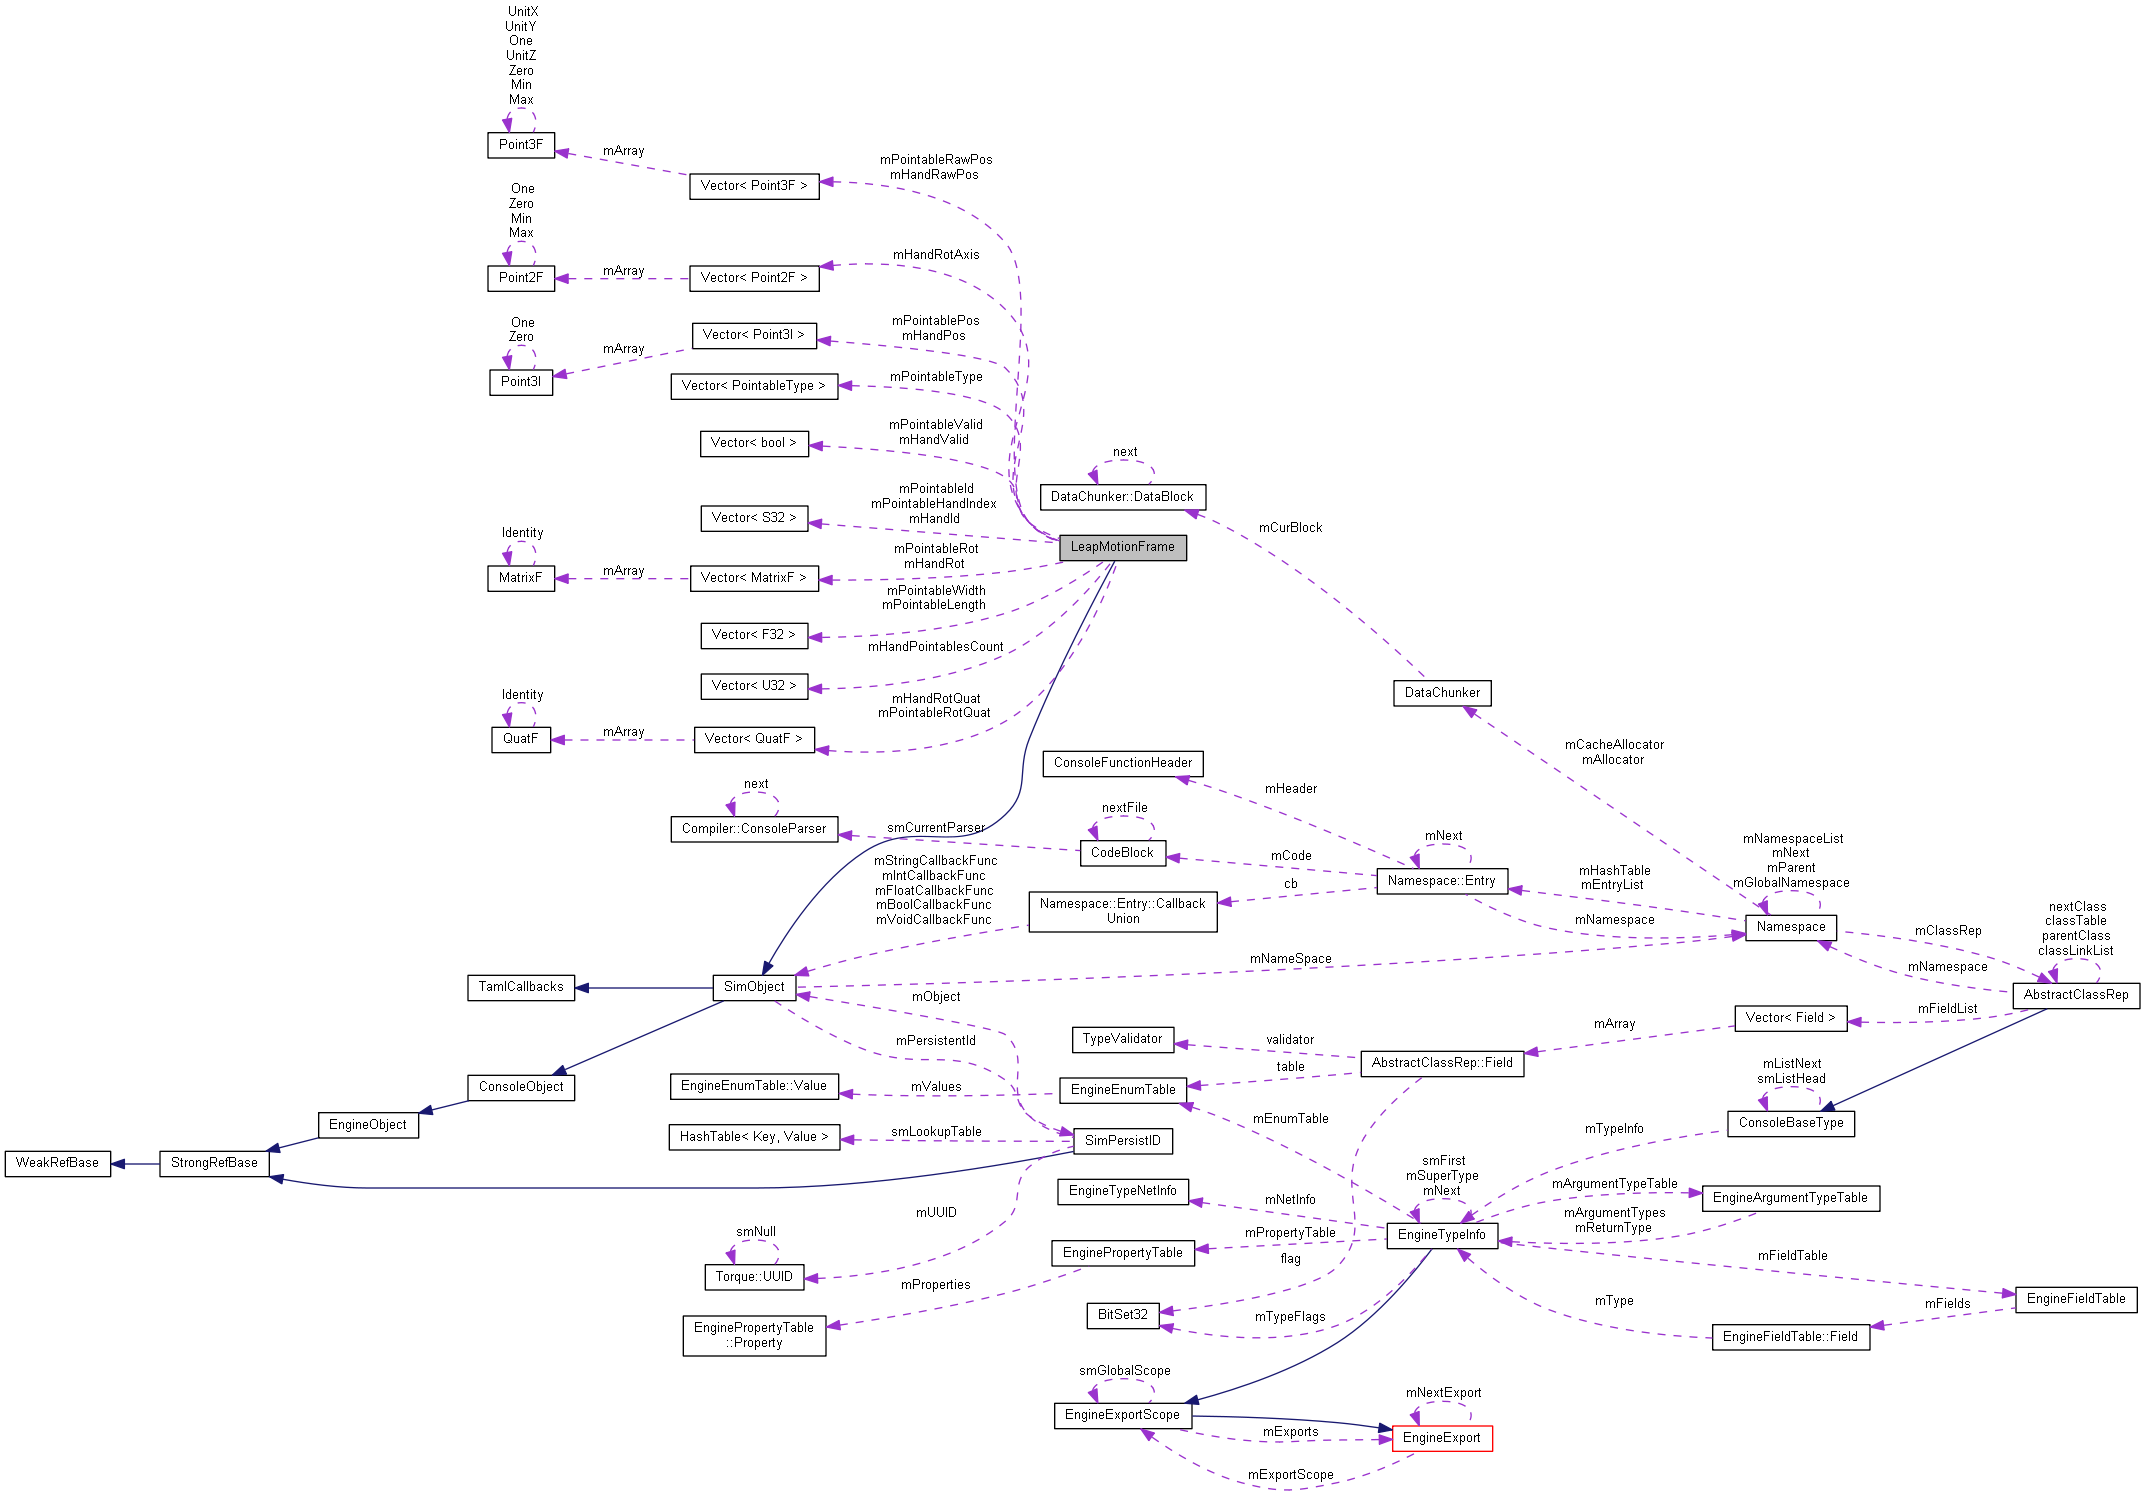 UnitX
UnitY
One
UnitZ
Zero
Min
Max
Point3F
mArray
Vector< Point3F >
mPointableRawPos
mHandRawPos
One
Zero
Min
Max
Point2F
mArray
Vector< Point2F >
mHandRotAxis
One
Zero
Point3I
mArray
Vector< Point3I >
mPointablePos
mHandPos
Vector< PointableType >
mPointableType
Vector< bool >
mPointableValid
mHandValid
next
DataChunker::DataBlock
mCurBlock
Vector< S32 >
mPointableId
mPointableHandIndex
mHandId
LeapMotionFrame
Identity
MatrixF
mArray
Vector< MatrixF >
mPointableRot
mHandRot
Vector< F32 >
mPointableWidth
mPointableLength
Vector< U32 >
mHandPointablesCount
Identity
QuatF
mArray
Vector< QuatF >
mHandRotQuat
mPointableRotQuat
DataChunker
mCacheAllocator
mAllocator
ConsoleFunctionHeader
mHeader
next
Compiler::ConsoleParser
smCurrentParser
nextFile
CodeBlock
mCode
mNext
Namespace::Entry
cb
Namespace::Entry::Callback
Union
mStringCallbackFunc
mIntCallbackFunc
mFloatCallbackFunc
mBoolCallbackFunc
mVoidCallbackFunc
mHashTable
mEntryList
mNamespace
mNamespaceList
mNext
mParent
mGlobalNamespace
Namespace
mClassRep
mNamespace
nextClass
classTable
parentClass
classLinkList
AbstractClassRep
TamlCallbacks
SimObject
mNameSpace
mObject
mPersistentId
mFieldList
Vector< Field >
mArray
AbstractClassRep::Field
validator
TypeValidator
table
EngineEnumTable
mValues
EngineEnumTable::Value
ConsoleObject
EngineObject
StrongRefBase
WeakRefBase
HashTable< Key, Value >
smLookupTable
SimPersistID
mEnumTable
mListNext
smListHead
ConsoleBaseType
mTypeInfo
smFirst
mSuperType
mNext
EngineTypeInfo
mArgumentTypeTable
EngineArgumentTypeTable
mArgumentTypes
mReturnType
EngineTypeNetInfo
mNetInfo
mPropertyTable
EnginePropertyTable
mProperties
EnginePropertyTable
::Property
mUUID
smNull
Torque::UUID
flag
BitSet32
mTypeFlags
mFieldTable
EngineFieldTable
mFields
EngineFieldTable::Field
mType
smGlobalScope
EngineExportScope
mExports
mNextExport
EngineExport
mExportScope